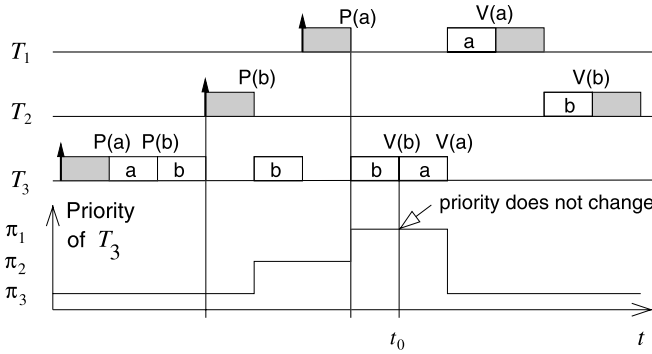 P(a) V(a)
T1 a
P(b) V(b)
T2 b
P(a) P(b) V(b) V(a)
T3 a b b b a
Priority
of T3
priority does not change
π1
π2
π3
t0 t